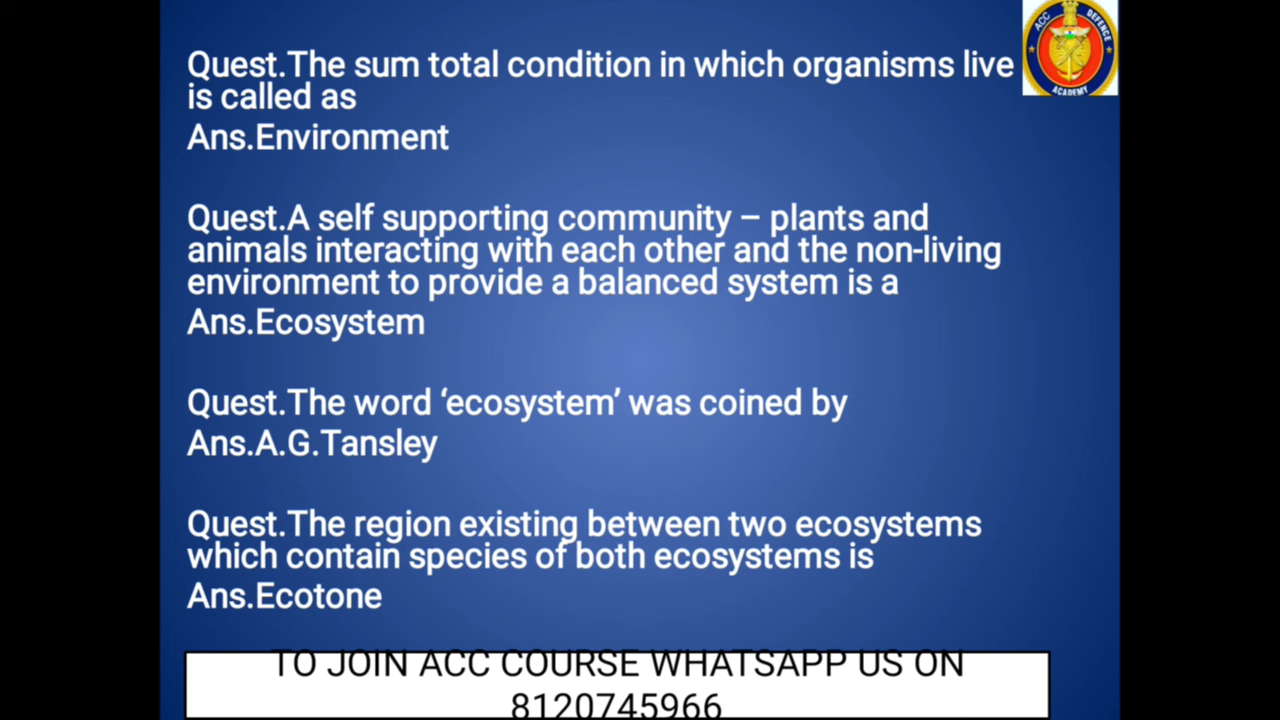 ACC DEFENCE
ACADEMY
Quest.The sum total condition in which organisms live
is called as
Ans.Environment
Quest.A self supporting community – plants and
animals interacting with each other and the non-living
environment to provide a balanced system is a
Ans.Ecosystem
Quest.The word ‘ecosystem’ was coined by
Ans.A.G.Tansley
Quest.The region existing between two ecosystems
which contain species of both ecosystems is
Ans.Ecotone
TO JOIN ACC COURSE WHATSAPP US ON
8120745966